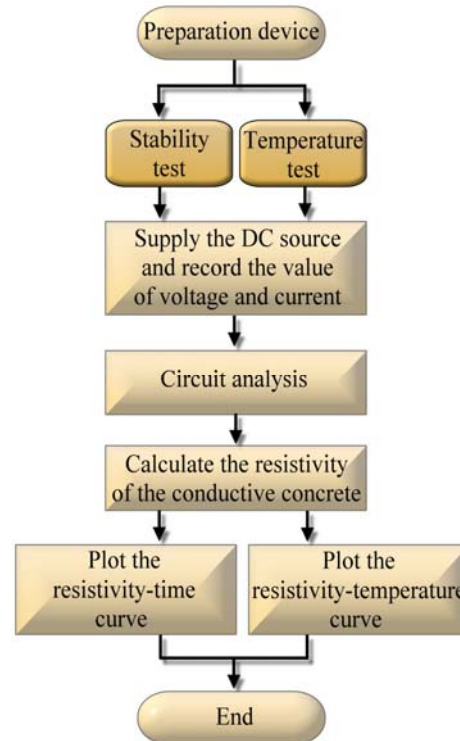 Preparation device
Stability
test
Temperature
test
Supply the DC source
and record the value
of voltage and current
Circuit analysis
Calculate the resistivity
of the conductive concrete
Plot the
resistivity-time
curve
Plot the
resistivity-temperature
curve
End